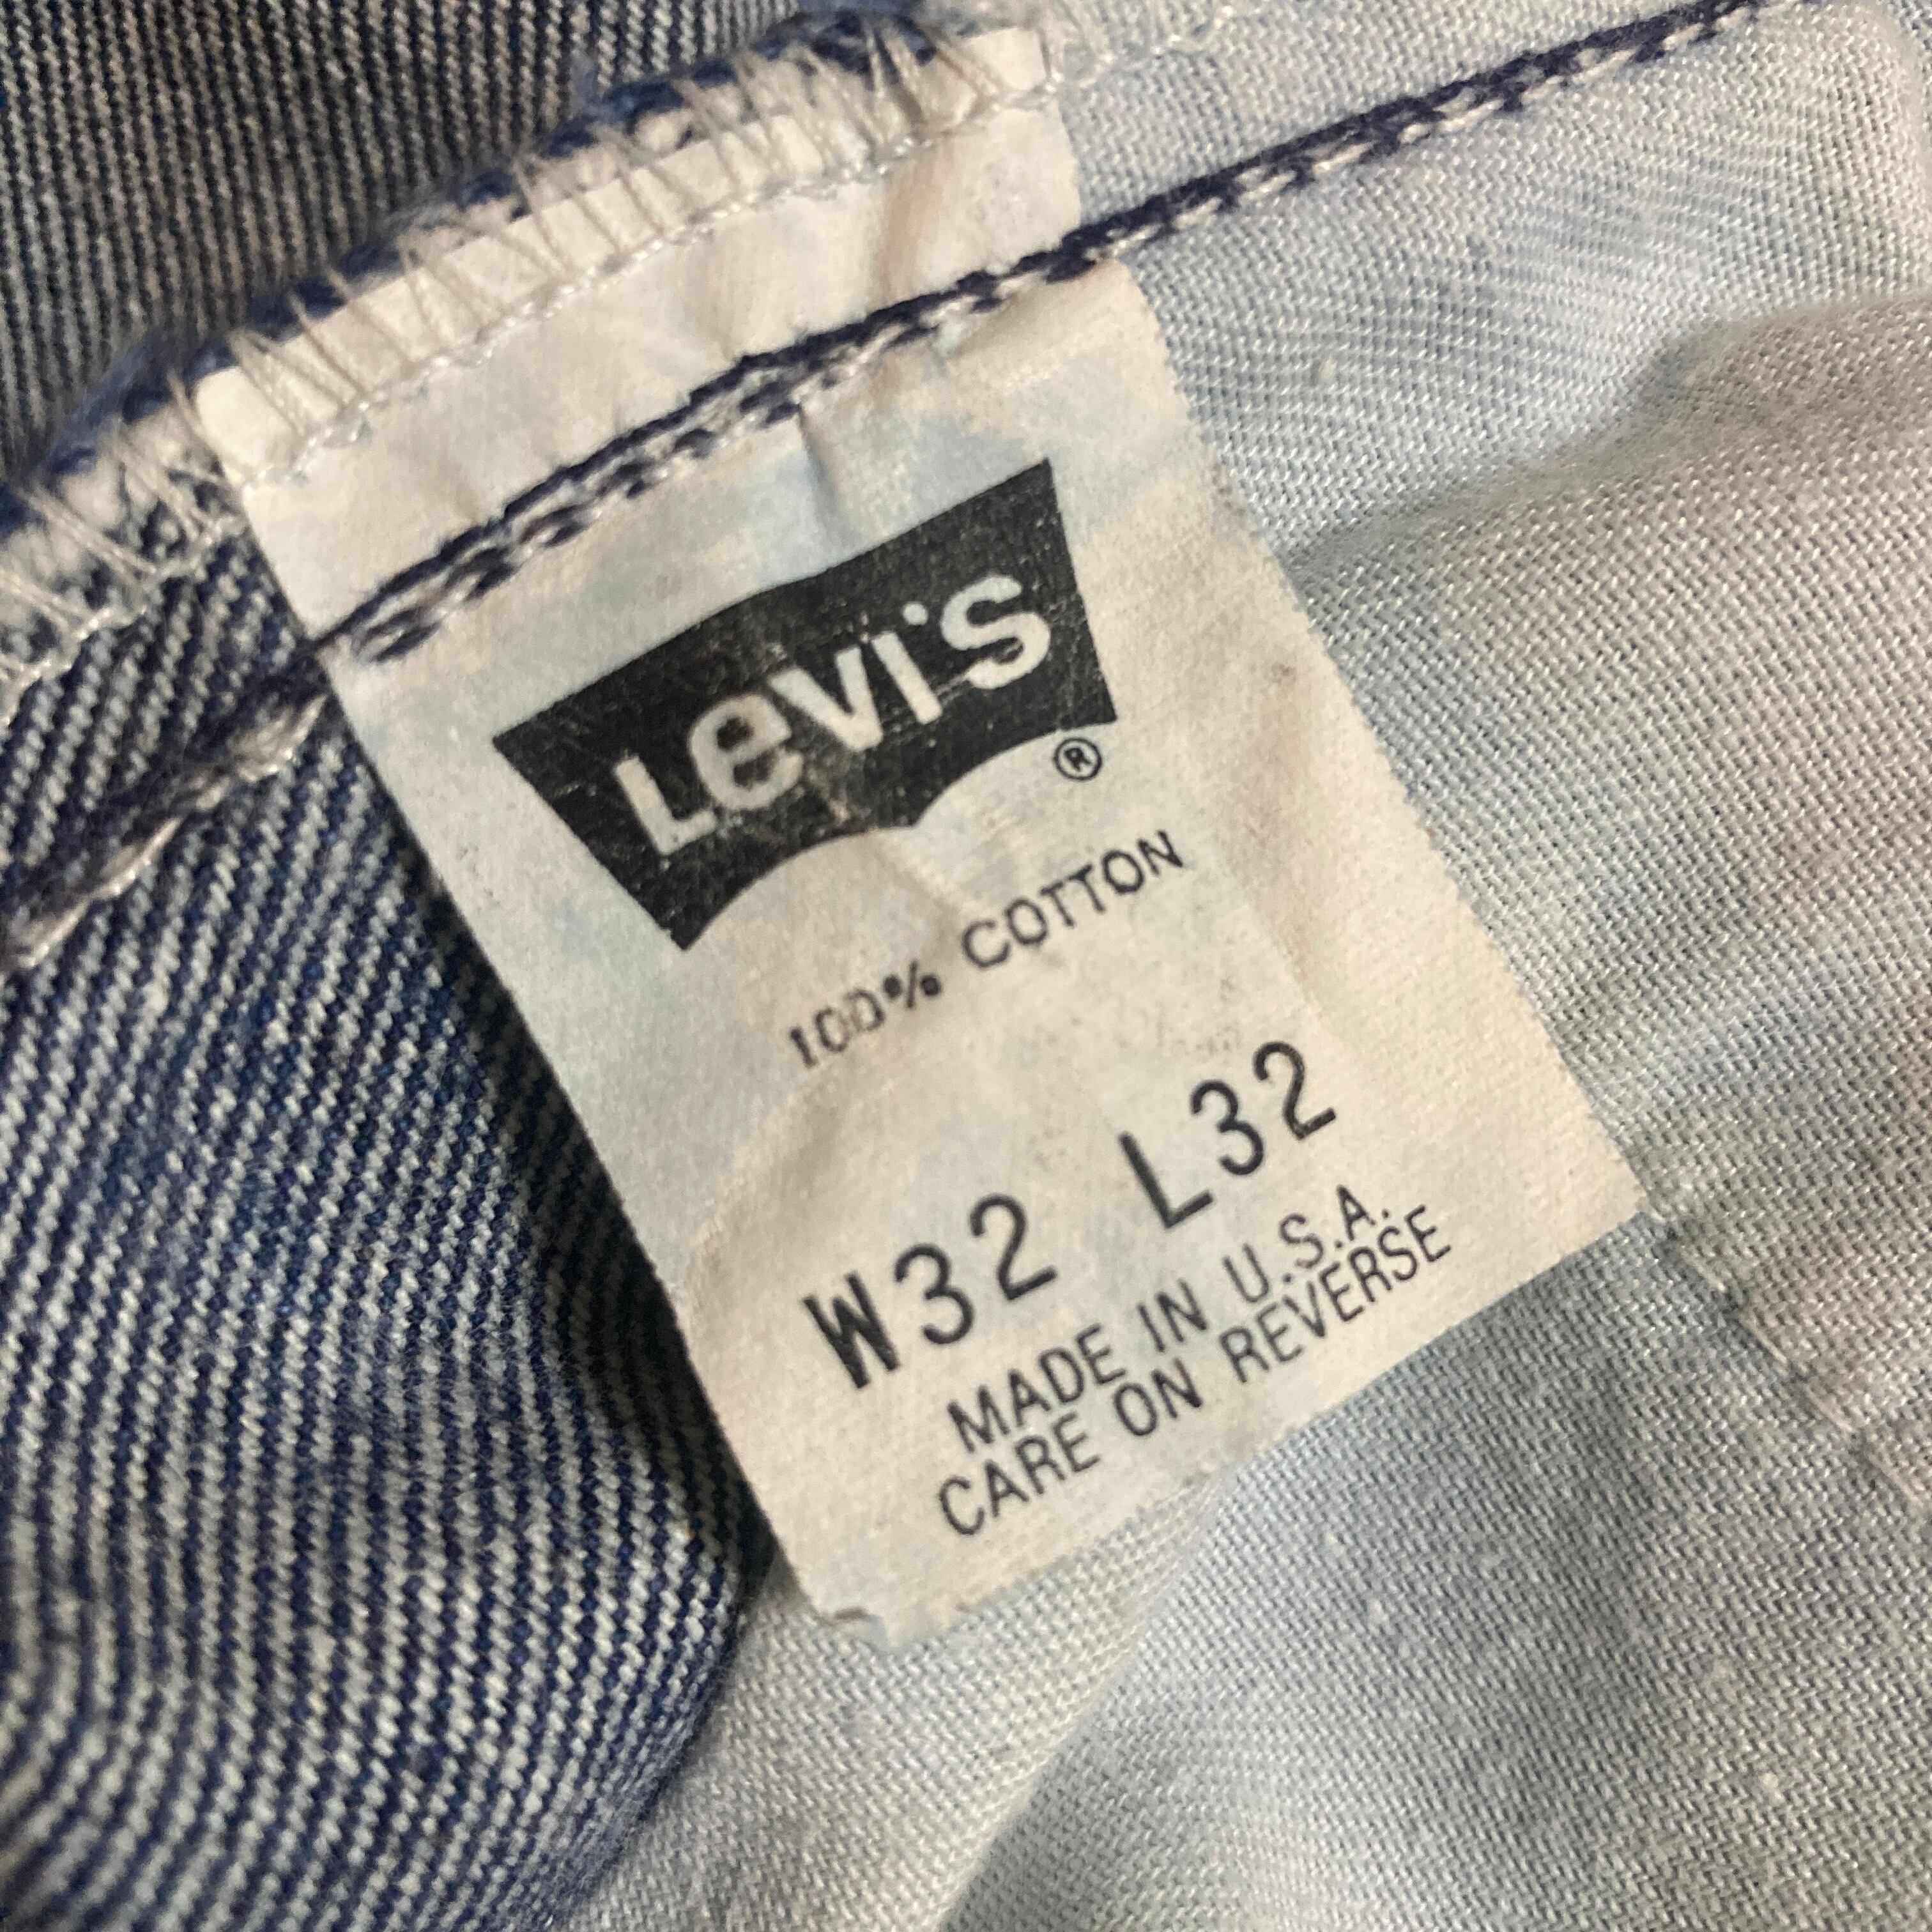 Levi's ®
100% COTTON
W32 L32
MADE IN U.S.A.
CARE ON REVERSE